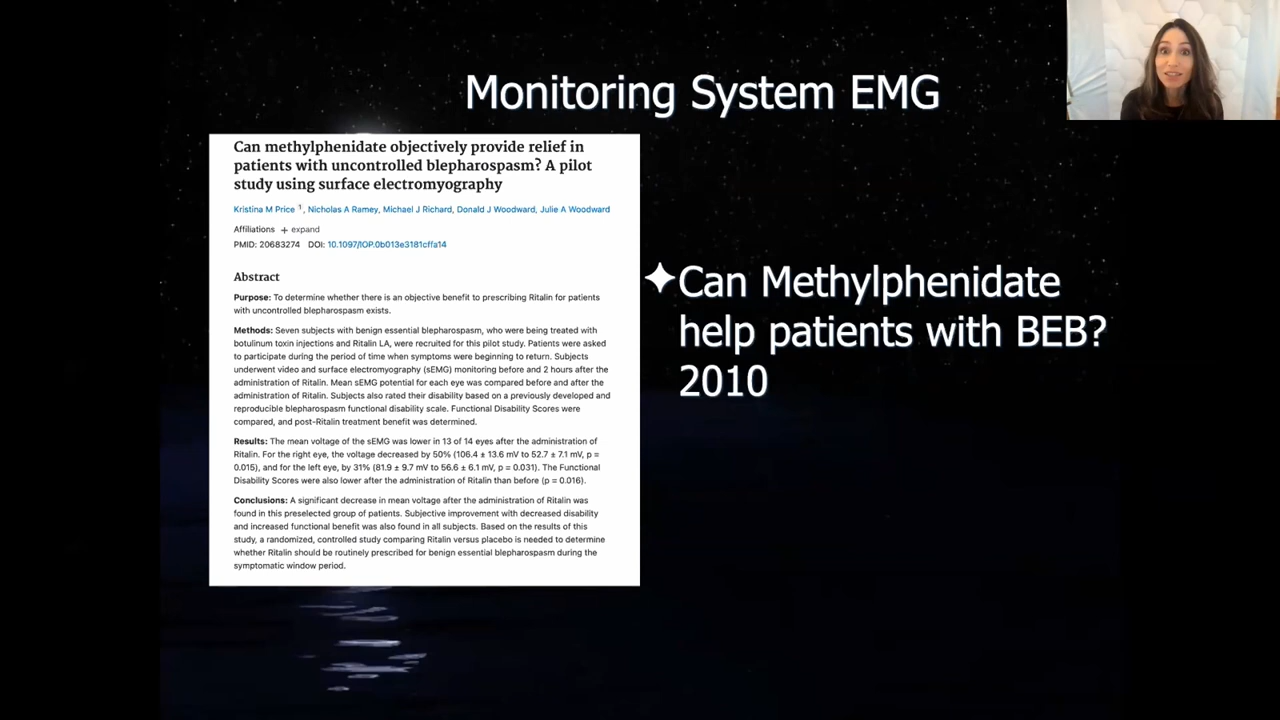 Monitoring System EMG
Can methylphenidate objectively provide relief in
patients with uncontrolled blepharospasm? A pilot
study using surface electromyography
Kristina M Price 1, Nicholas A Ramey, Michael J Richard, Donald J Woodward, Julie A Woodward
Affiliations + expand
PMID: 20683274 DOI: 10.1097/IOP.0b013e3181cffa14
Abstract
Purpose: To determine whether there is an objective benefit to prescribing Ritalin for patients
with uncontrolled blepharospasm exists.
Methods: Seven subjects with benign essential blepharospasm, who were being treated with
botulinum toxin injections and Ritalin LA, were recruited for this pilot study. Patients were asked
to participate during the period of time when symptoms were beginning to return. Subjects
underwent video and surface electromyography (sEMG) monitoring before and 2 hours after the
administration of Ritalin. Mean sEMG potential for each eye was compared before and after the
administration of Ritalin. Subjects also rated their disability based on a previously developed and
reproducible blepharospasm functional disability scale. Functional Disability Scores were
compared, and post-Ritalin treatment benefit was determined.
Results: The mean voltage of the sEMG was lower in 13 of 14 eyes after the administration of
Ritalin. For the right eye, the voltage decreased by 50% (106.4 ± 13.6 mV to 52.7 ± 7.1 mV, p =
0.015), and for the left eye, by 31% (81.9 ± 9.7 mV to 56.6 ± 6.1 mV, p = 0.031). The Functional
Disability Scores were also lower after the administration of Ritalin than before (p = 0.016).
Conclusions: A significant decrease in mean voltage after the administration of Ritalin was
found in this preselected group of patients. Subjective improvement with decreased disability
and increased functional benefit was also found in all subjects. Based on the results of this
study, a randomized, controlled study comparing Ritalin versus placebo is needed to determine
whether Ritalin should be routinely prescribed for benign essential blepharospasm during the
symptomatic window period.
✦Can Methylphenidate
help patients with BEB?
2010